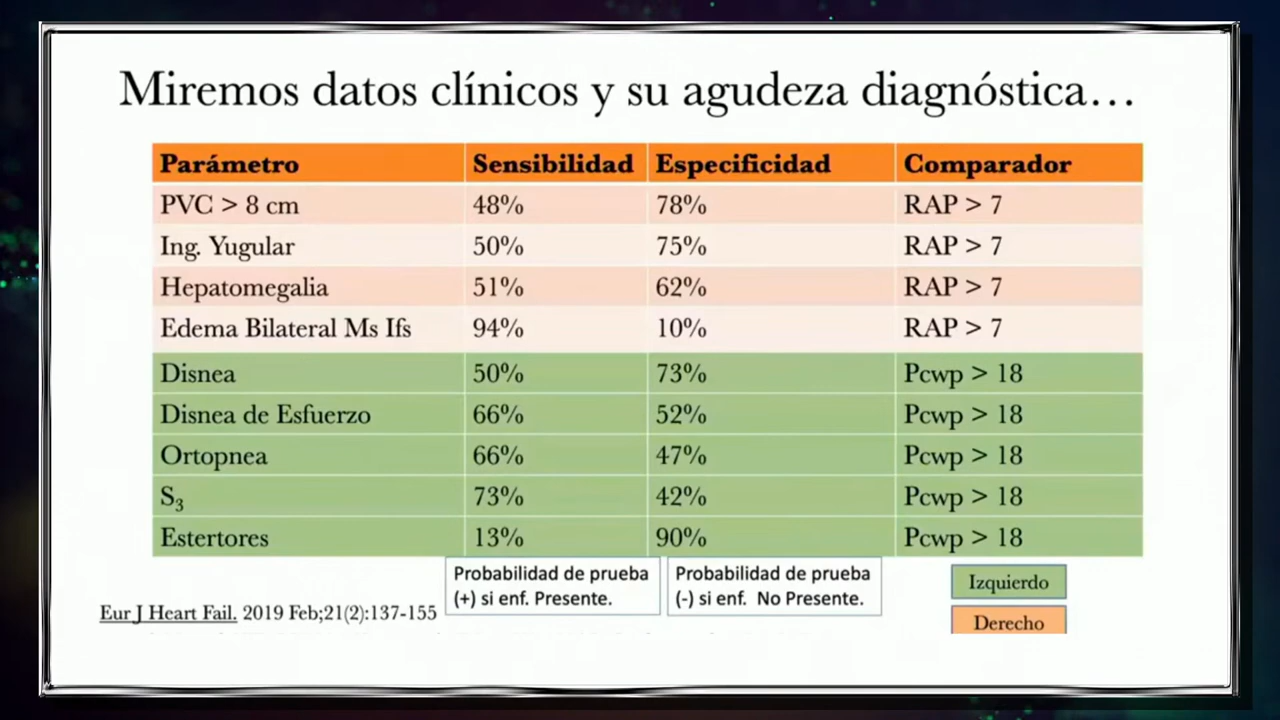 Miremos datos clínicos y su agudeza diagnóstica…
Parámetro Sensibilidad Especificidad Comparador
PVC > 8 cm 48% 78% RAP > 7
Ing. Yugular 50% 75% RAP > 7
Hepatomegalia 51% 62% RAP > 7
Edema Bilateral Ms Ifs 94% 10% RAP > 7
Disnea 50% 73% Pcwp > 18
Disnea de Esfuerzo 66% 52% Pcwp > 18
Ortopnea 66% 47% Pcwp > 18
S₃ 73% 42% Pcwp > 18
Estertores 13% 90% Pcwp > 18
Probabilidad de prueba
(+) si enf. Presente.
Probabilidad de prueba
(-) si enf. No Presente.
Izquierdo
Derecho
Eur J Heart Fail. 2019 Feb;21(2):137-155